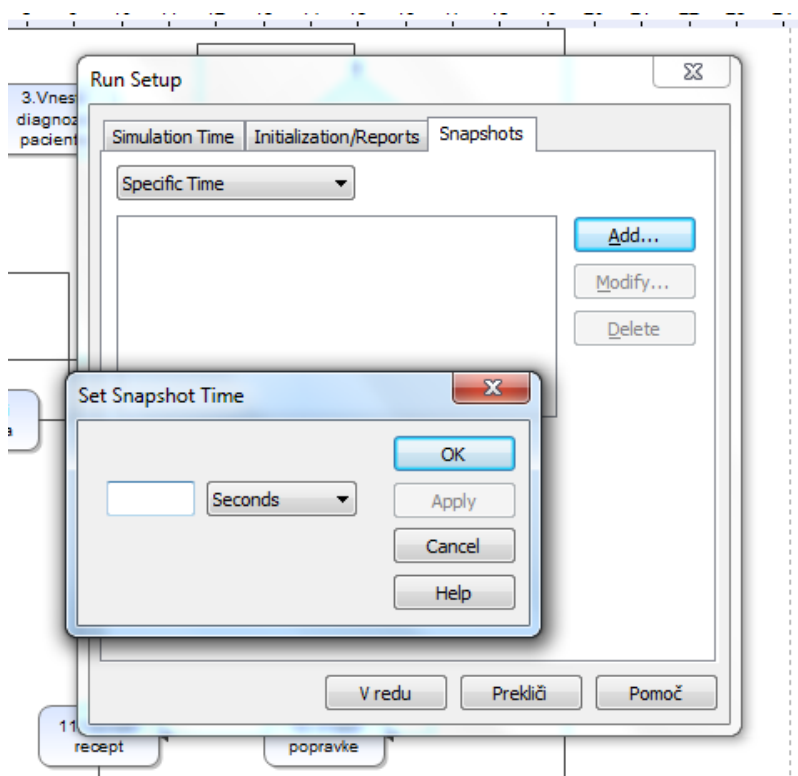 Run Setup
3.Vnes
diagnoz
pacient
Simulation Time
Initialization/Reports
Snapshots
Specific Time
Add...
Modify...
Delete
Set Snapshot Time
a
OK
Seconds
Apply
Cancel
Help
V redu
Prekliči
Pomoč
11
recept
popravke